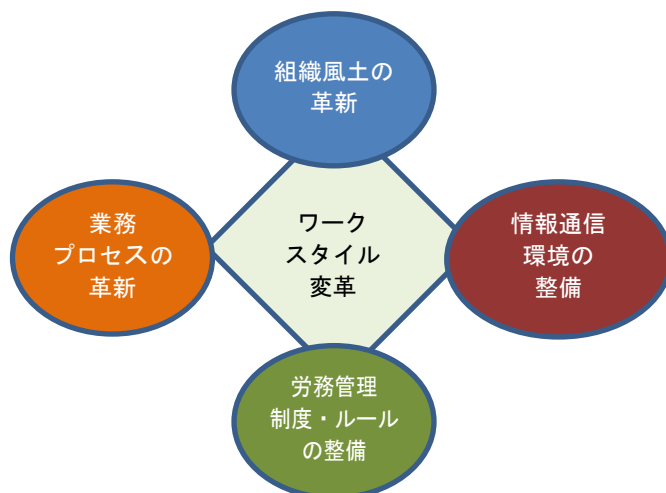 組織風土の
革新
業務
プロセスの
革新
ワーク
スタイル
変革
情報通信
環境の
整備
労務管理
制度・ルール
の整備